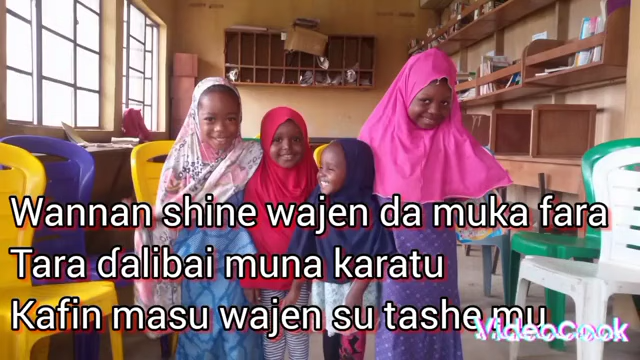 Wannan shine wajen da muka fara
Tara ɗalibai muna karatu
Kafin masu wajen su tashe mu
VideoCook